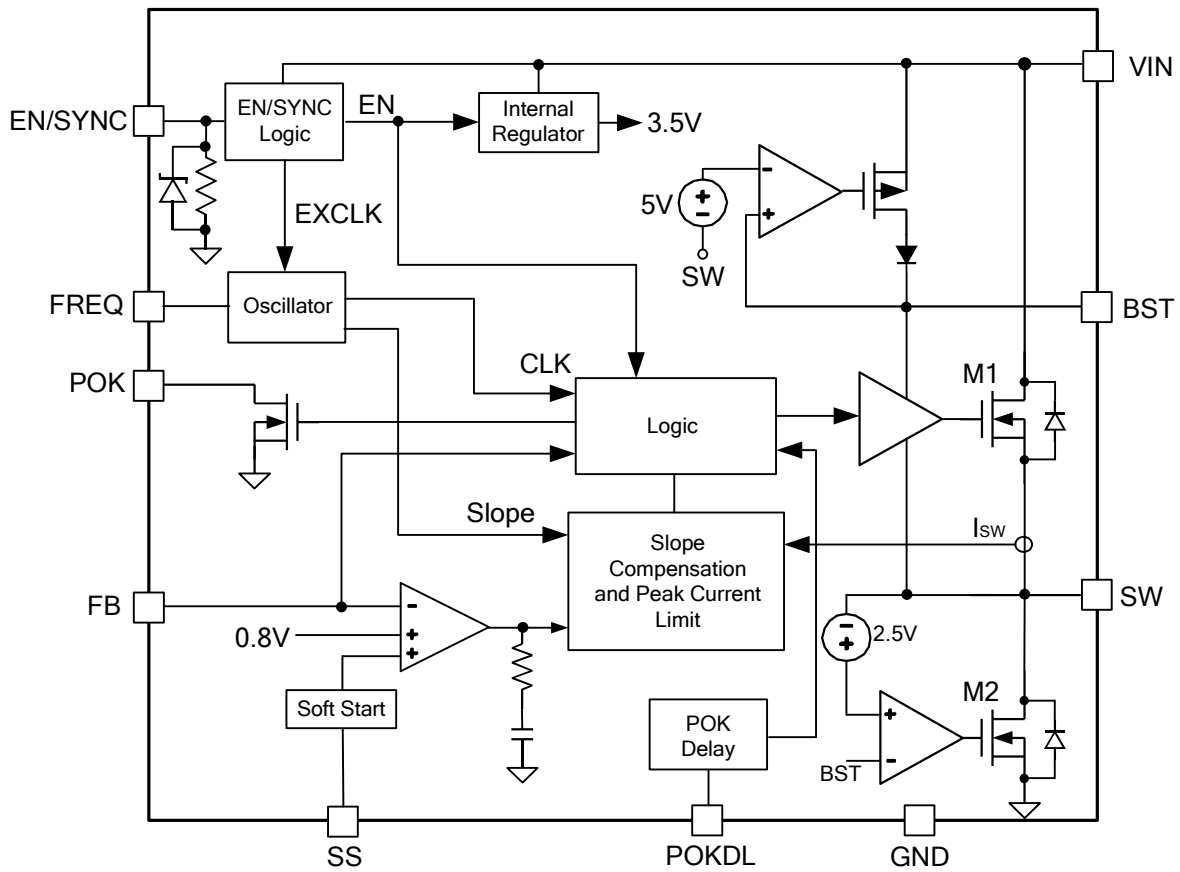 VIN
EN/SYNC
EN/SYNC
Logic
EN
Internal
Regulator
3.5V
5V
+
-
-
+
SW
EXCLK
FREQ
Oscillator
BST
POK
CLK
M1
Logic
Slope
Slope
Compensation
and Peak Current
Limit
ISW
FB
-
0.8V
+
+
SW
-
+
2.5V
Soft Start
M2
POK
Delay
+
-
BST
SS
POKDL
GND